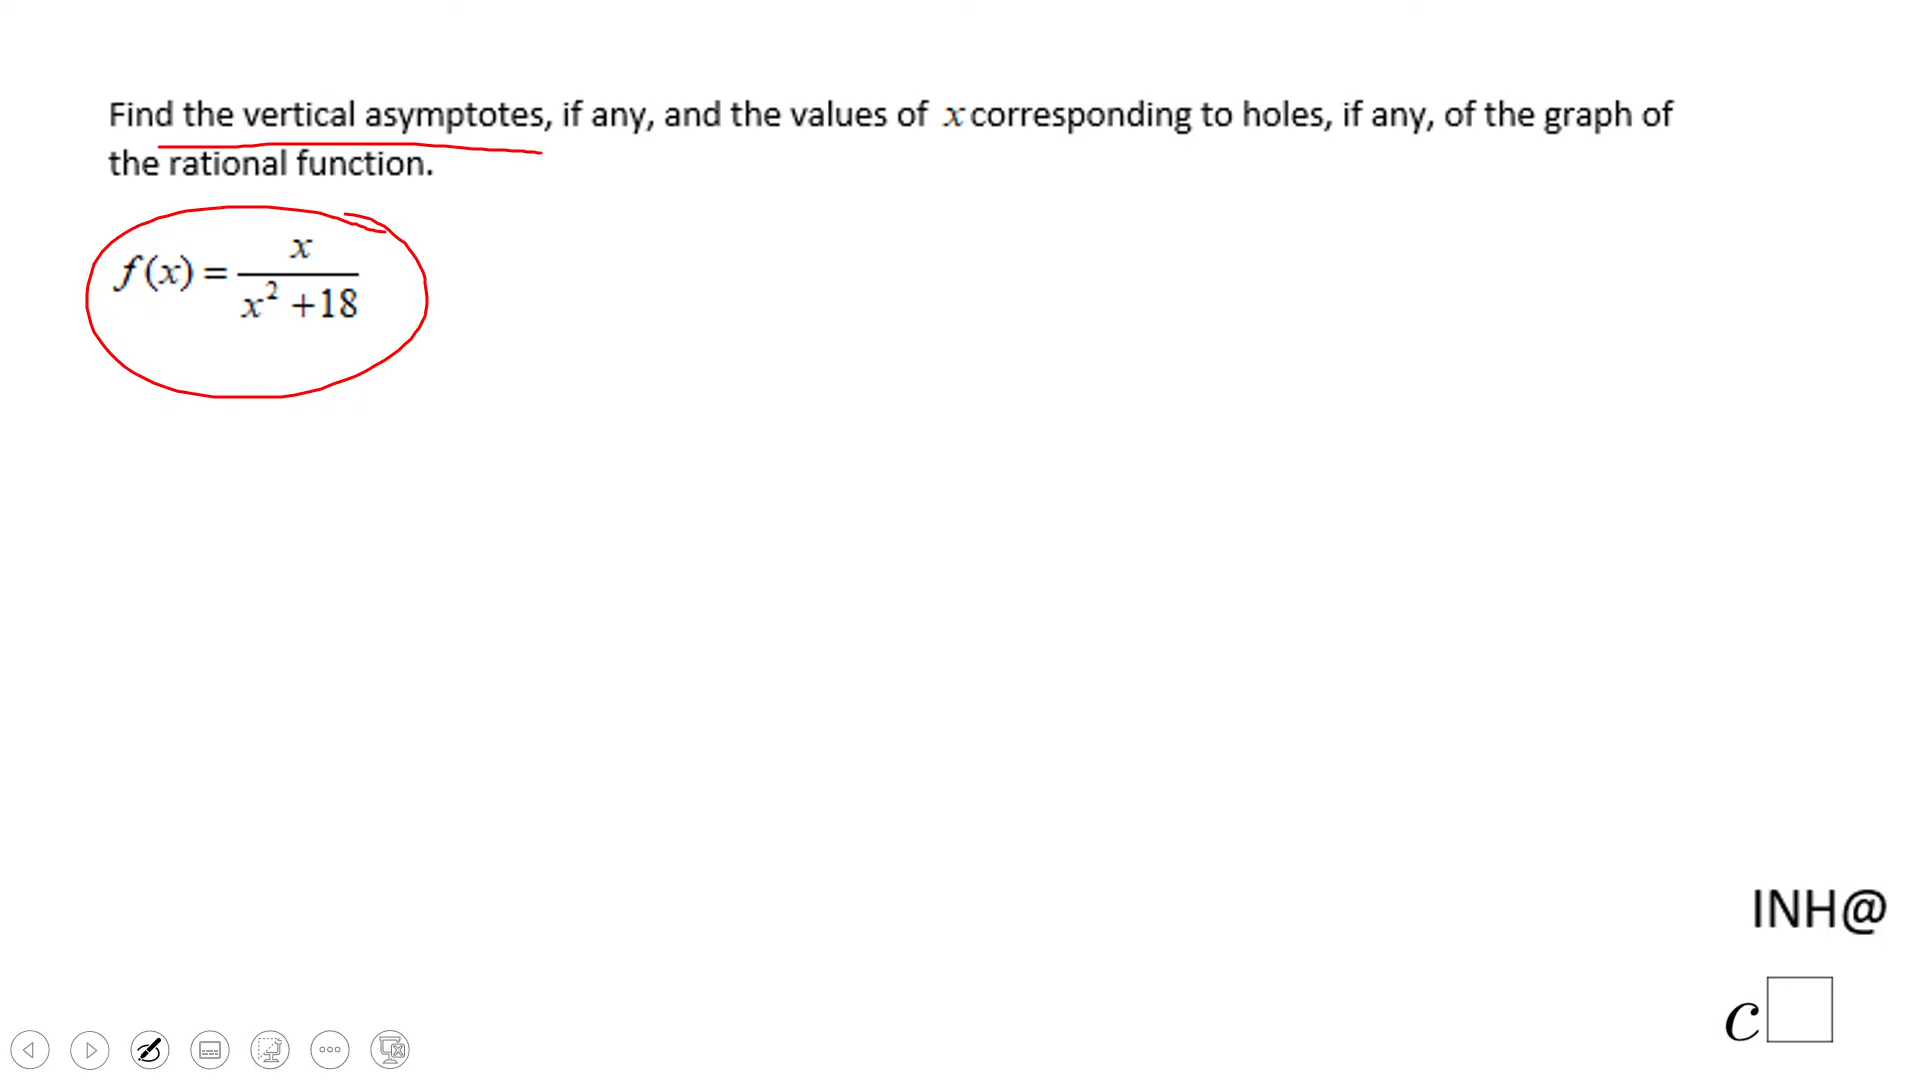 Find the vertical asymptotes, if any, and the values of x corresponding to holes, if any, of the graph of
the rational function.
f(x) = x / (x² + 18)
INH@
c□